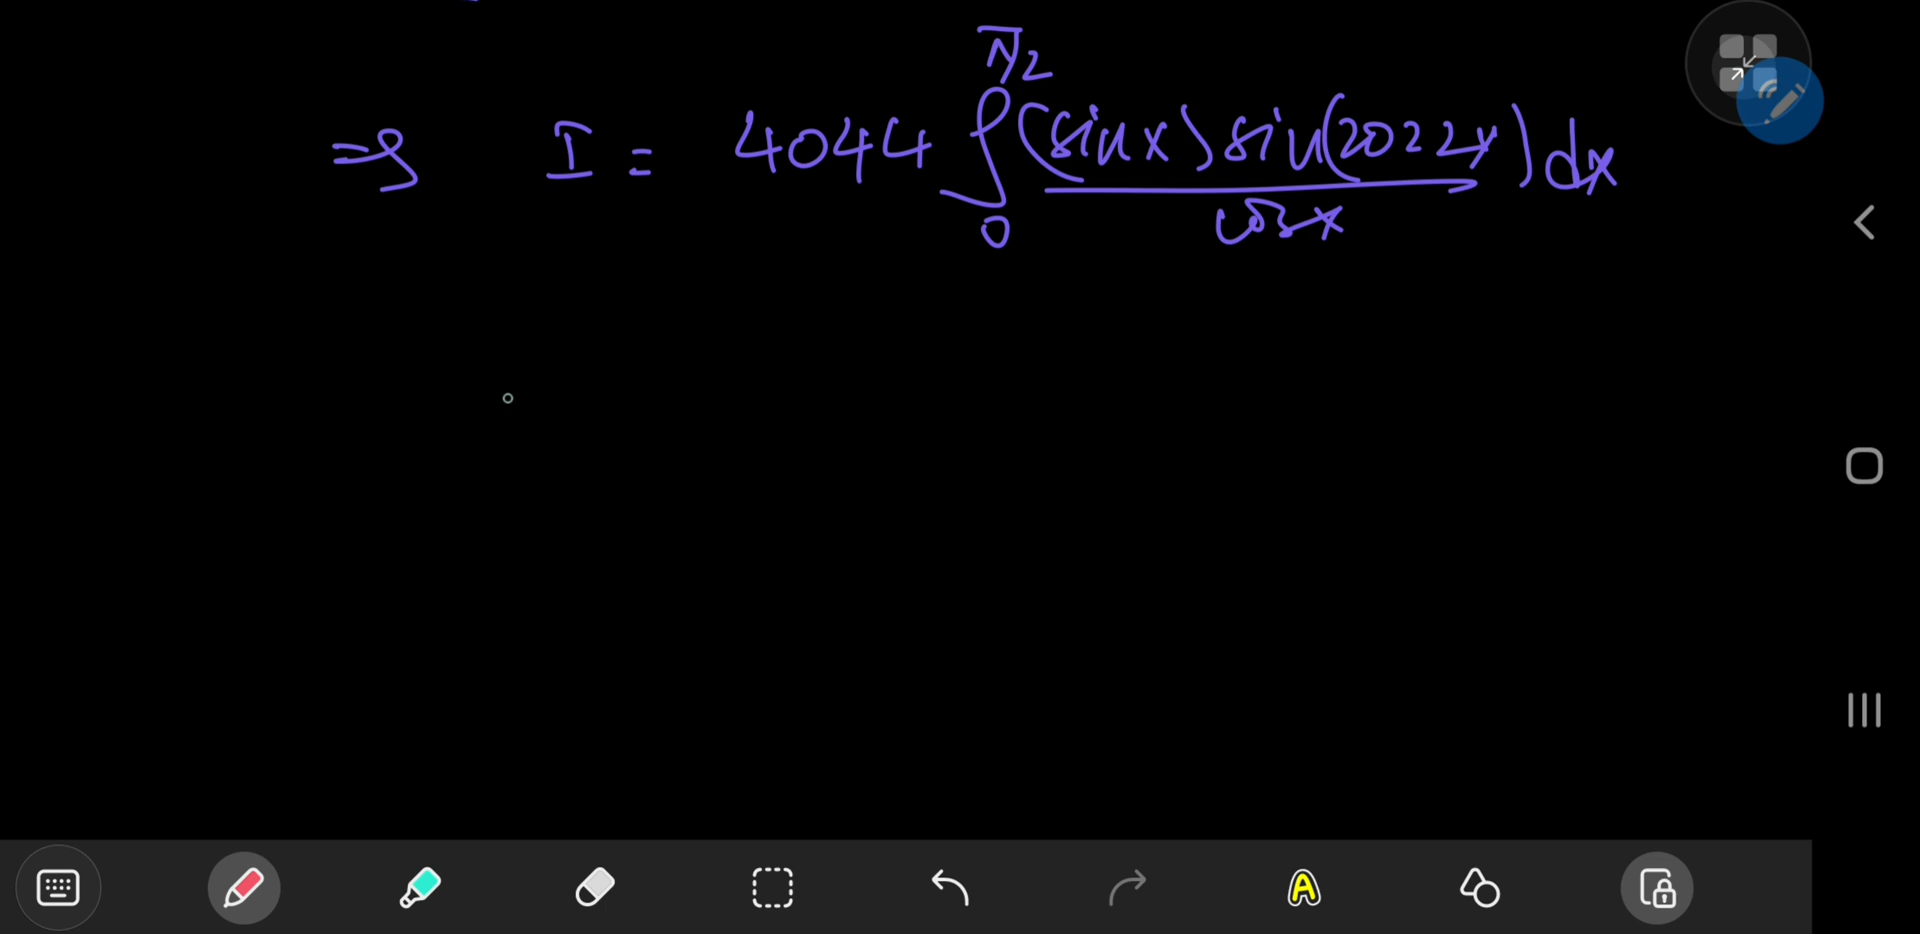 ⇒ I = 4044 ∫₀^{π/2} (sin x) sin(2022x) / cos x dx
A